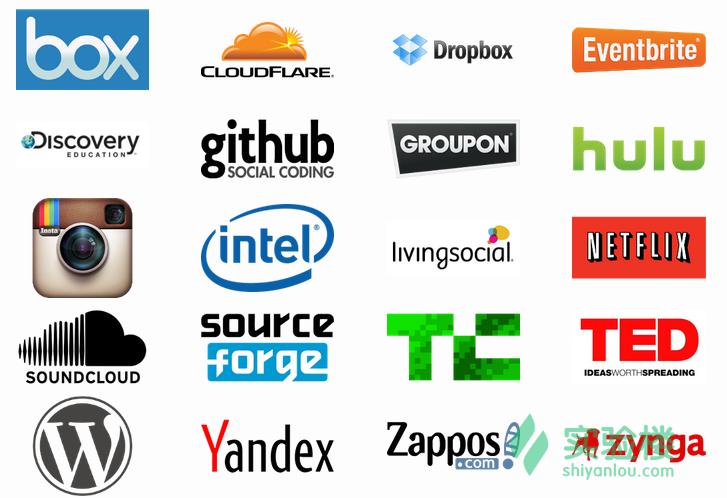 box
CLOUDFLARE®
Dropbox
Eventbrite®
Discovery
EDUCATION™
github
SOCIAL CODING
GROUPON®
hulu
Insta
intel®
livingsocial®
NETFLIX
SOUNDCLOUD
source
forge
TC
TED
IDEAS WORTH SPREADING
W
Yandex
Zappos
.com
zynga
实验楼
shiyanlou.com